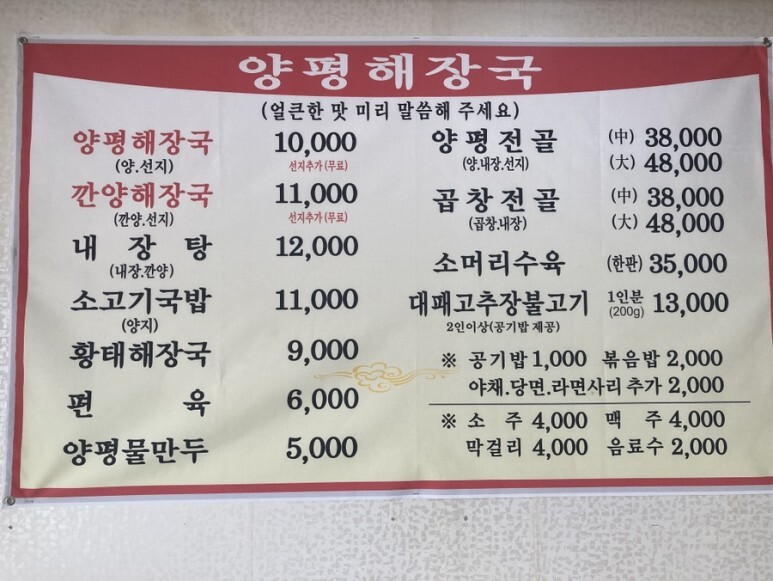 양평해장국
(얼큰한 맛 미리 말씀해 주세요)
양평해장국 10,000
(양.선지) 선지추가(무료)
깐양해장국 11,000
(깐양.선지) 선지추가(무료)
내장탕 12,000
(내장.깐양)
소고기국밥 11,000
(양지)
황태해장국 9,000
편육 6,000
양평물만두 5,000
양평전골 (中) 38,000
(양.내장.선지) (大) 48,000
곱창전골 (中) 38,000
(곱창.내장) (大) 48,000
소머리수육 (한판) 35,000
대패고추장불고기 1인분 (200g) 13,000
2인이상(공기밥 제공)
※ 공기밥 1,000 볶음밥 2,000
야채.당면.라면사리 추가 2,000
※ 소주 4,000 맥주 4,000
막걸리 4,000 음료수 2,000